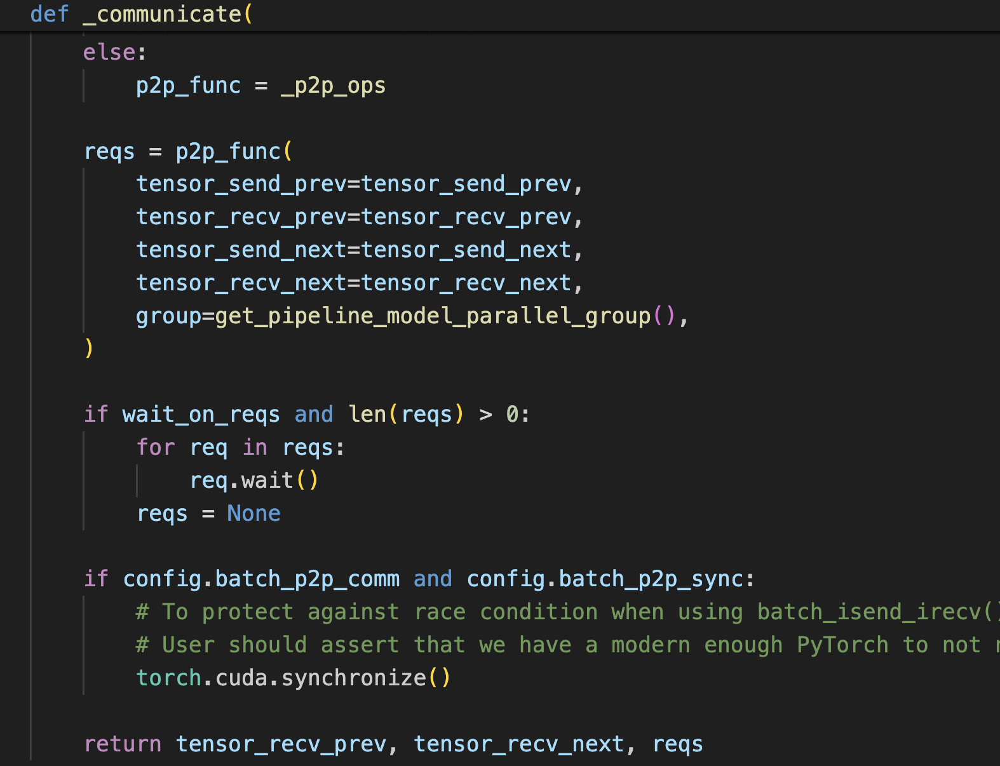 def _communicate(
else:
p2p_func = _p2p_ops
reqs = p2p_func(
tensor_send_prev=tensor_send_prev,
tensor_recv_prev=tensor_recv_prev,
tensor_send_next=tensor_send_next,
tensor_recv_next=tensor_recv_next,
group=get_pipeline_model_parallel_group(),
)
if wait_on_reqs and len(reqs) > 0:
for req in reqs:
req.wait()
reqs = None
if config.batch_p2p_comm and config.batch_p2p_sync:
# To protect against race condition when using batch_isend_irecv()
# User should assert that we have a modern enough PyTorch to not
torch.cuda.synchronize()
return tensor_recv_prev, tensor_recv_next, reqs